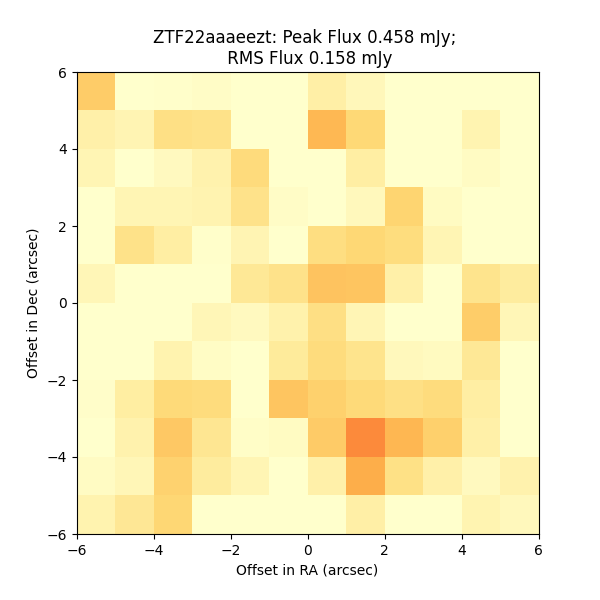 ZTF22aaaeezt: Peak Flux 0.458 mJy;
RMS Flux 0.158 mJy
6
4
2
0
−2
−4
−6
Offset in Dec (arcsec)
−6 −4 −2 0 2 4 6
Offset in RA (arcsec)